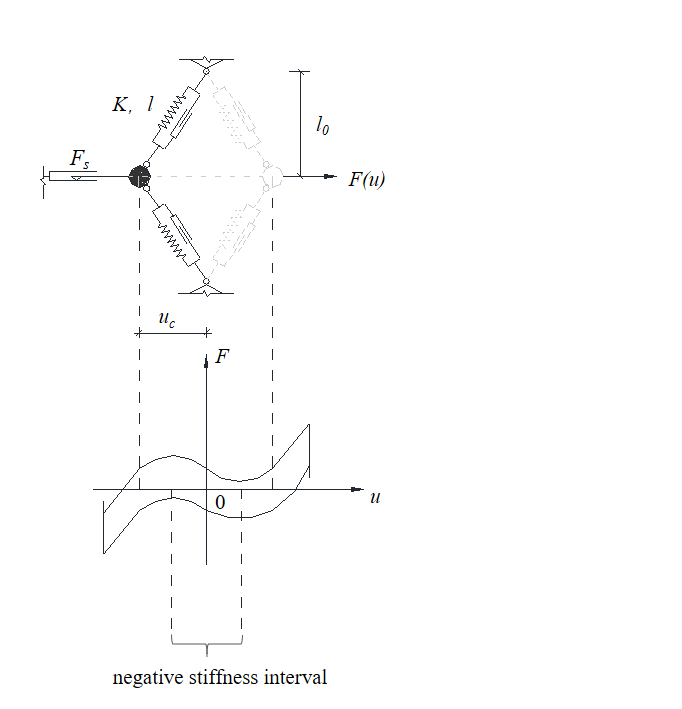 K, l
l0
Fs
F(u)
uc
F
0
u
negative stiffness interval